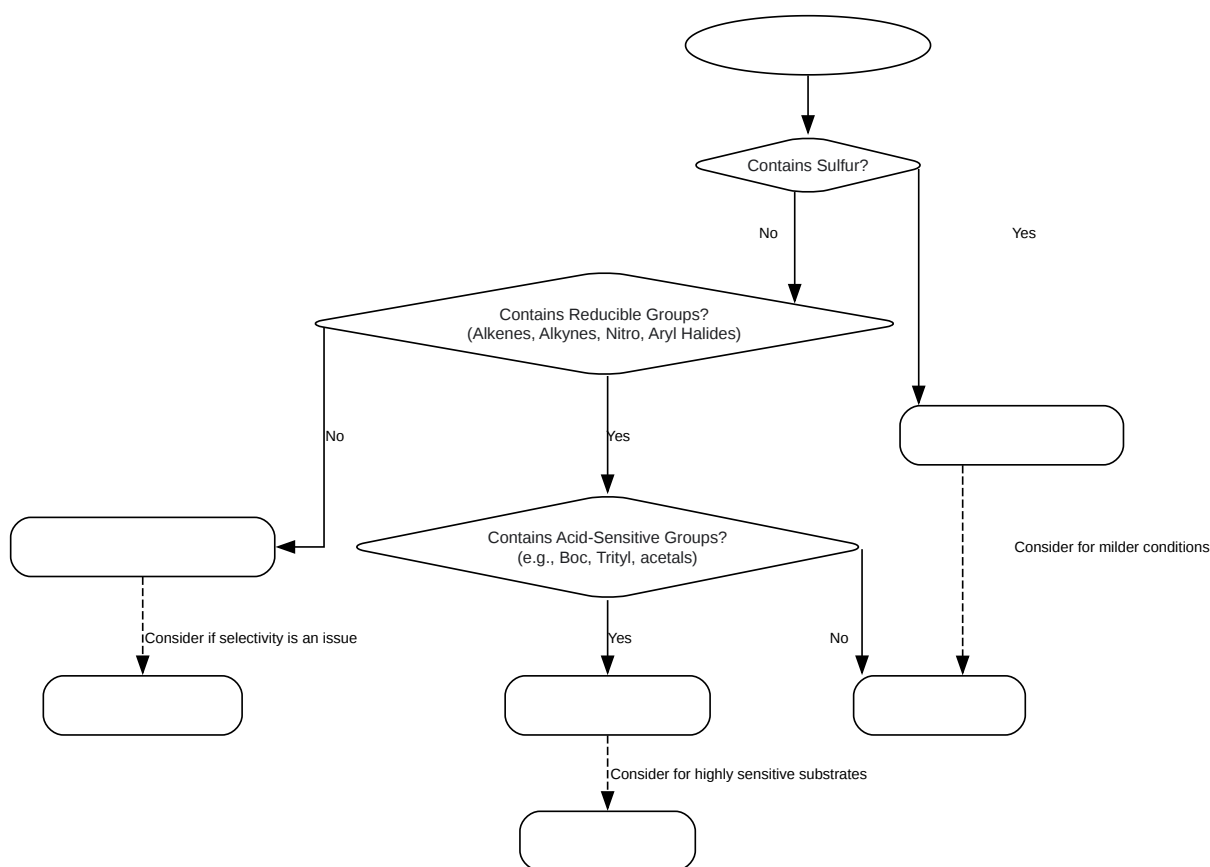 Contains Sulfur?
No
Yes
Contains Reducible Groups?
(Alkenes, Alkynes, Nitro, Aryl Halides)
No
Yes
Contains Acid-Sensitive Groups?
(e.g., Boc, Trityl, acetals)
Consider for milder conditions
Consider if selectivity is an issue
Yes
No
Consider for highly sensitive substrates